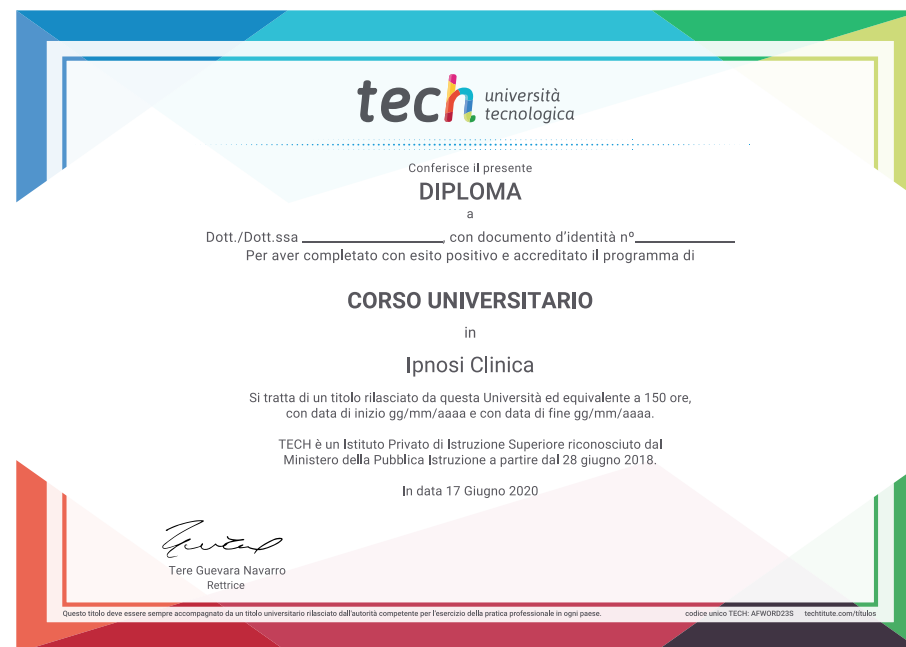 tech università
tecnologica
Conferisce il presente
DIPLOMA
a
Dott./Dott.ssa ________________, con documento d'identità nº____________
Per aver completato con esito positivo e accreditato il programma di
CORSO UNIVERSITARIO
in
Ipnosi Clinica
Si tratta di un titolo rilasciato da questa Università ed equivalente a 150 ore,
con data di inizio gg/mm/aaaa e con data di fine gg/mm/aaaa.
TECH è un Istituto Privato di Istruzione Superiore riconosciuto dal
Ministero della Pubblica Istruzione a partire dal 28 giugno 2018.
In data 17 Giugno 2020
Tere Guevara Navarro
Rettrice
Questo titolo deve essere sempre accompagnato da un titolo universitario rilasciato dall'autorità competente per l'esercizio della pratica professionale in ogni paese. codice unico TECH: AFWORD23S techtitute.com/titulos